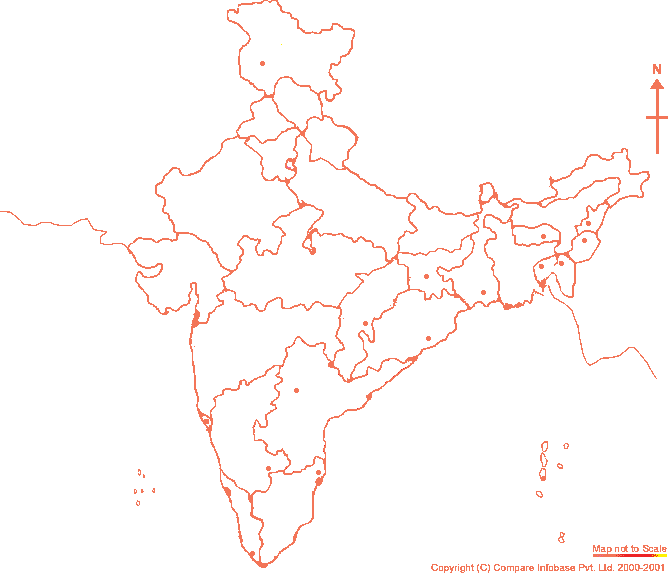 N
Map not to Scale
Copyright (C) Compare Infobase Pvt. Ltd. 2000-2001